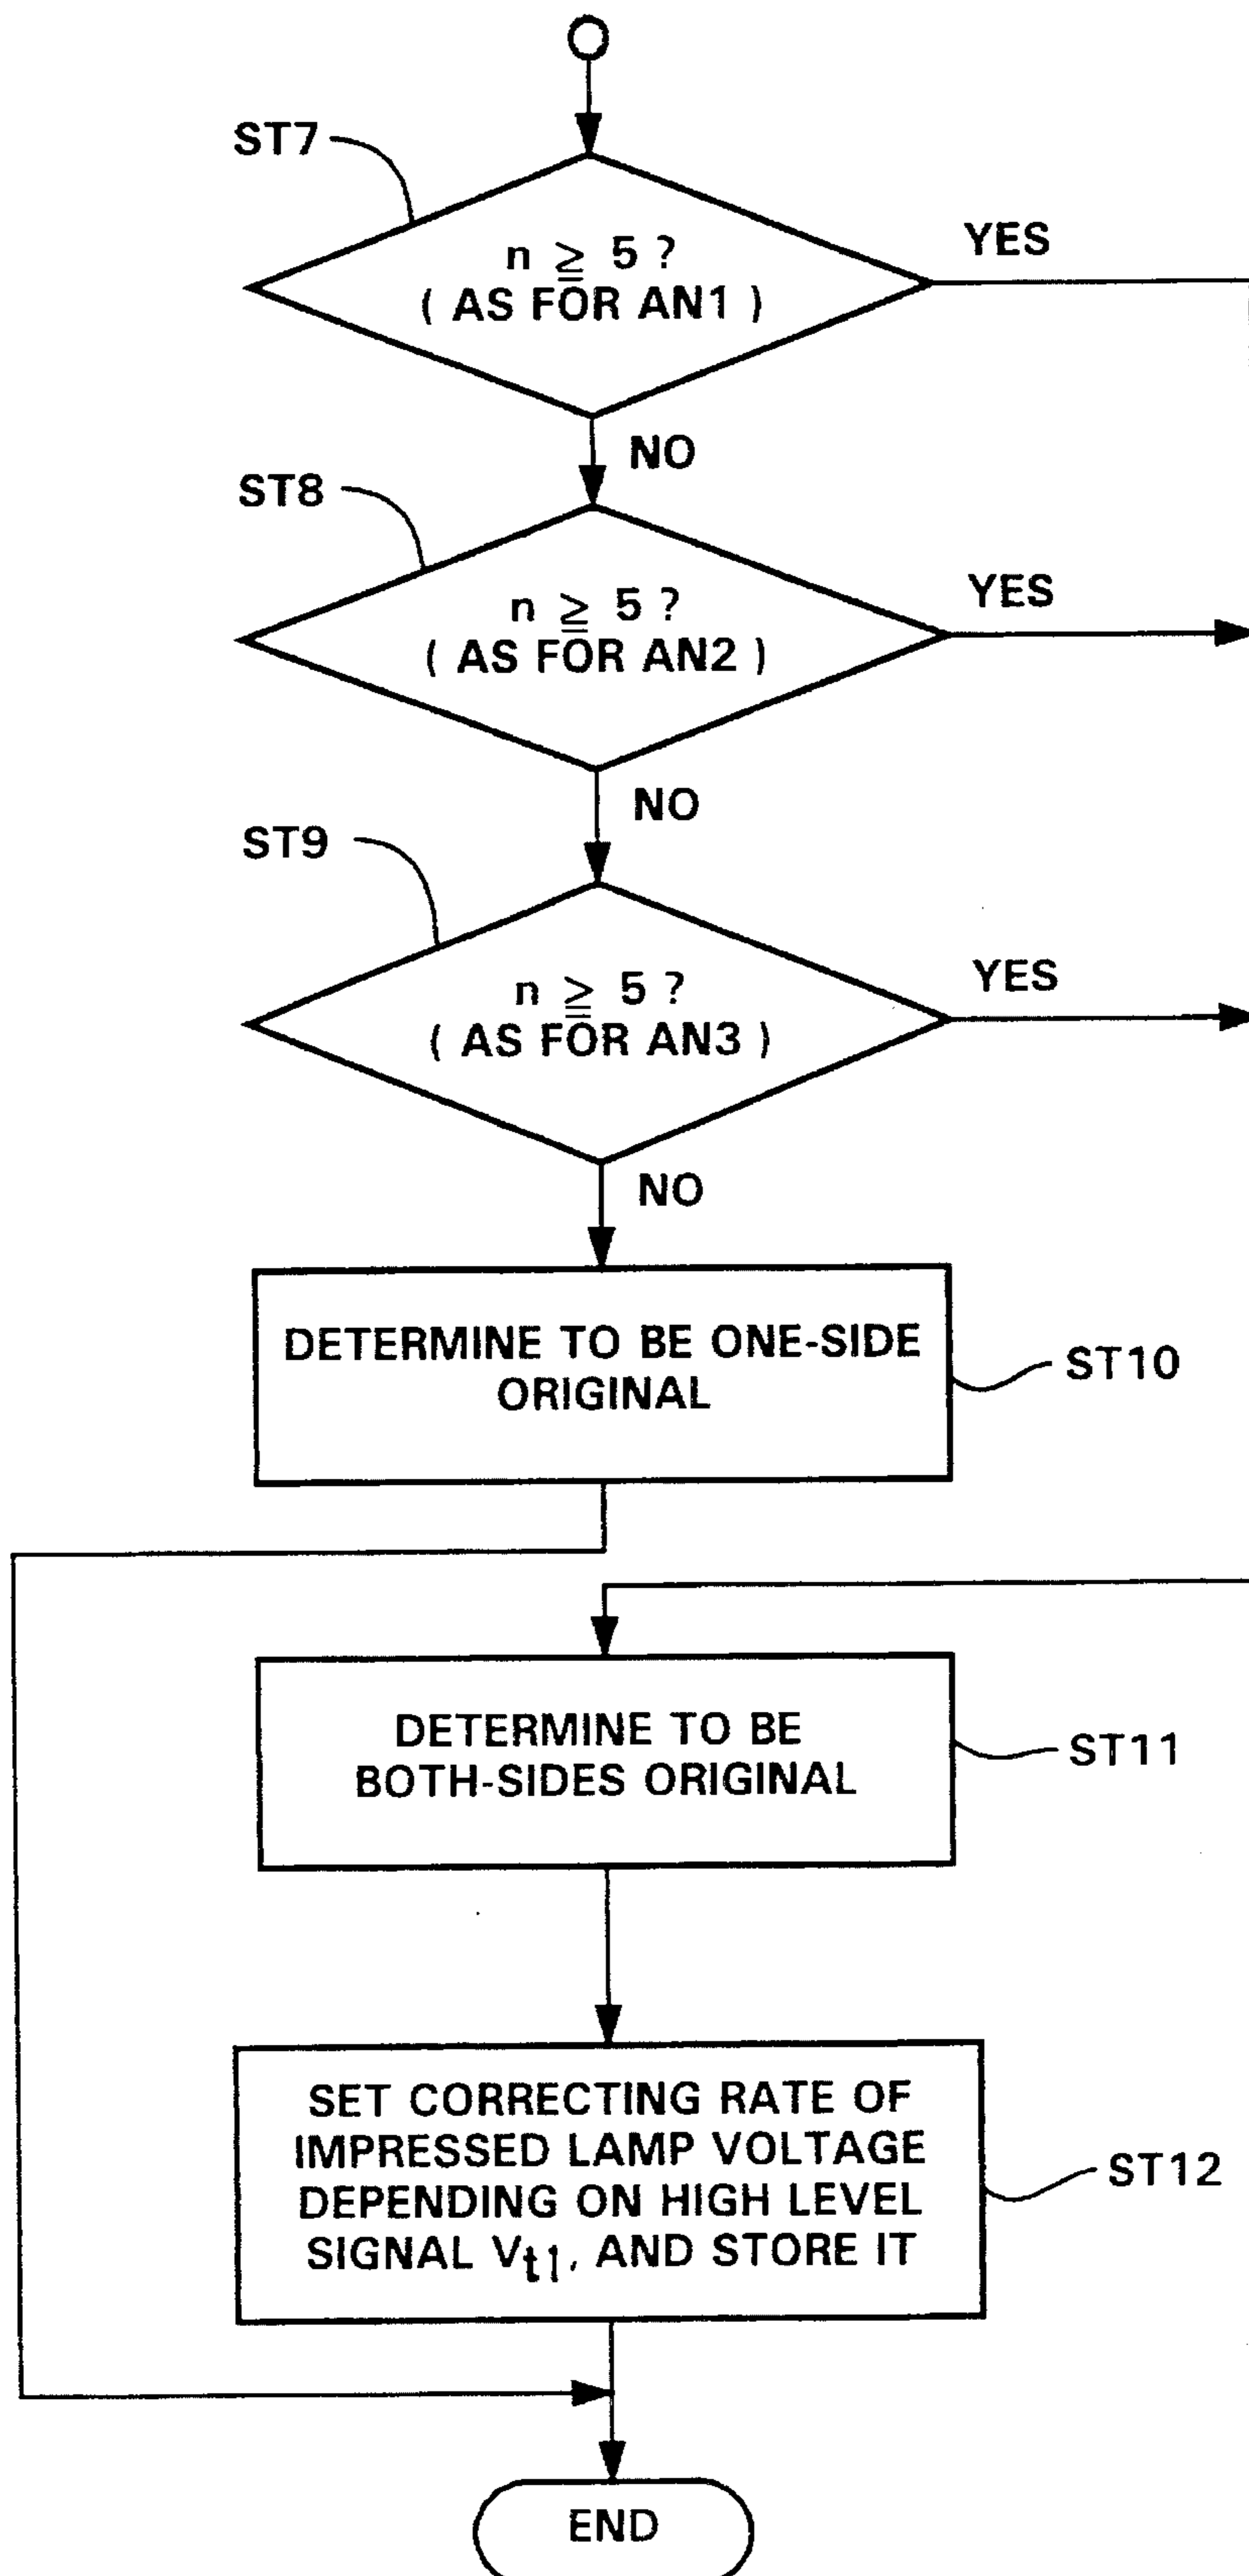 ST7
n ≧ 5 ?
( AS FOR AN1 )
YES
NO
ST8
n ≧ 5 ?
( AS FOR AN2 )
YES
NO
ST9
n ≧ 5 ?
( AS FOR AN3 )
YES
NO
DETERMINE TO BE ONE-SIDE
ORIGINAL
ST10
DETERMINE TO BE
BOTH-SIDES ORIGINAL
ST11
SET CORRECTING RATE OF
IMPRESSED LAMP VOLTAGE
DEPENDING ON HIGH LEVEL
SIGNAL Vt1, AND STORE IT
ST12
END